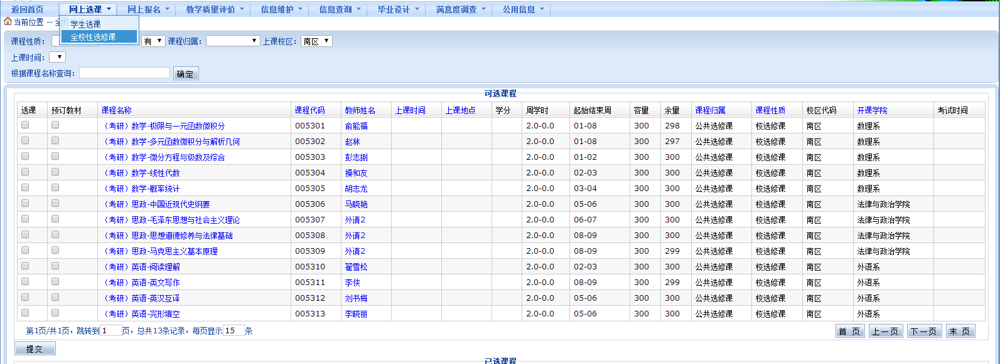 返回首页 网上选课 网上报名 教学质量评价 信息维护 信息查询 毕业设计 满意度调查 公用信息
当前位置 -- 全校
学生选课
全校性选修课
课程性质： 有 课程归属： 上课校区： 南区
上课时间：
根据课程名称查询： 确定
可选课程
选课 预订教材 课程名称 课程代码 教师姓名 上课时间 上课地点 学分 周学时 起始结束周 容量 余量 课程归属 课程性质 校区代码 开课学院 考试时间
（考研）数学-极限与一元函数微积分 005301 俞能福 2.0-0.0 01-08 300 298 公共选修课 校选修课 南区 数理系
（考研）数学-多元函数微积分与解析几何 005302 赵林 2.0-0.0 01-08 300 297 公共选修课 校选修课 南区 数理系
（考研）数学-微分方程与级数及综合 005303 彭志捌 2.0-0.0 01-02 300 300 公共选修课 校选修课 南区 数理系
（考研）数学-线性代数 005304 操和友 2.0-0.0 02-03 300 300 公共选修课 校选修课 南区 数理系
（考研）数学-概率统计 005305 胡志龙 2.0-0.0 03-04 300 300 公共选修课 校选修课 南区 数理系
（考研）思政-中国近现代史纲要 005306 马晓艳 2.0-0.0 05-06 300 300 公共选修课 校选修课 南区 法律与政治学院
（考研）思政-毛泽东思想与社会主义理论 005307 外请2 2.0-0.0 06-07 300 300 公共选修课 校选修课 南区 法律与政治学院
（考研）思政-思想道德修养与法律基础 005308 外请2 2.0-0.0 08-09 300 300 公共选修课 校选修课 南区 法律与政治学院
（考研）思政-马克思主义基本原理 005309 外请2 2.0-0.0 08-09 300 299 公共选修课 校选修课 南区 法律与政治学院
（考研）英语-阅读理解 005310 翟雪松 2.0-0.0 02-03 300 300 公共选修课 校选修课 南区 外语系
（考研）英语-英文写作 005311 李侠 2.0-0.0 08-09 300 299 公共选修课 校选修课 南区 外语系
（考研）英语-英汉互译 005312 刘书梅 2.0-0.0 05-06 300 300 公共选修课 校选修课 南区 外语系
（考研）英语-完形填空 005313 李晓丽 2.0-0.0 05-06 300 300 公共选修课 校选修课 南区 外语系
第1页/共1页，跳转到 1 页，总共13条记录，每页显示 15 条 首 页 上一页 下一页 末 页
提交
已选课程